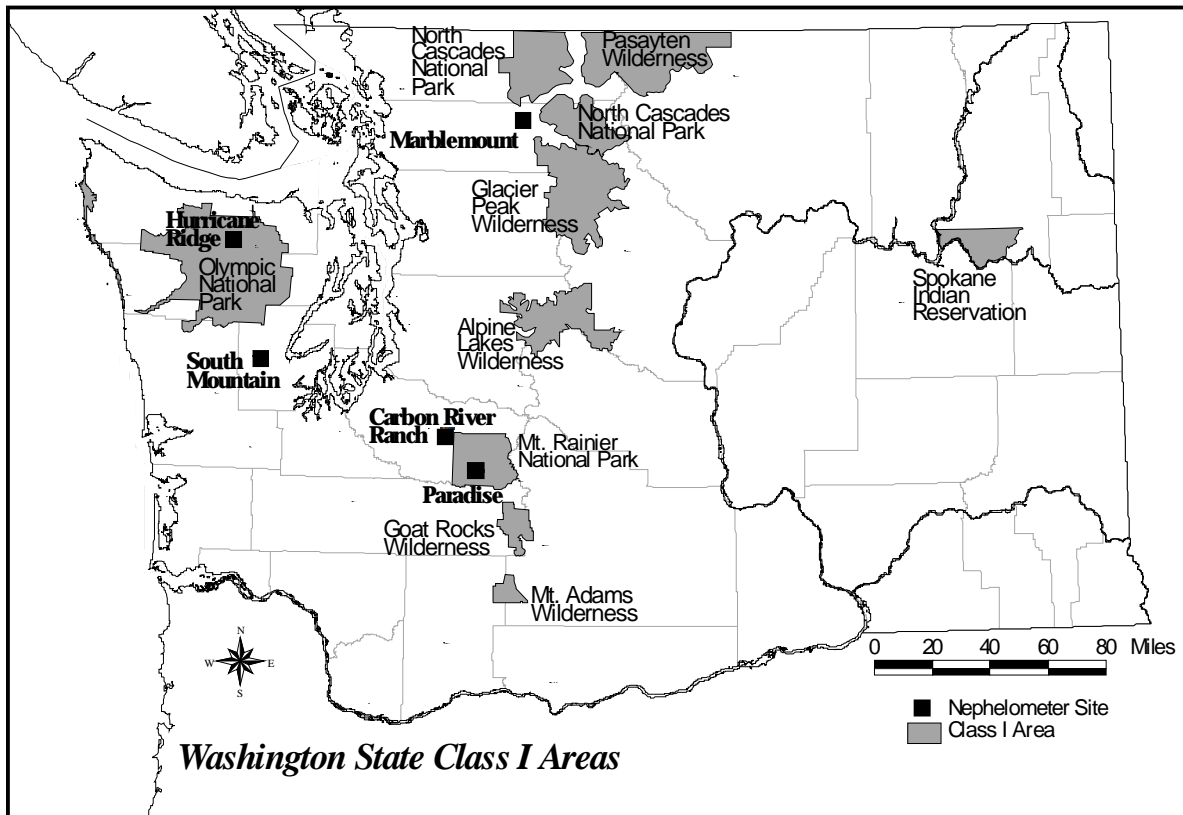 North
Cascades
National
Park
Pasayten
Wilderness
North Cascades
National Park
Marblemount
Glacier
Peak
Wilderness
Hurricane
Ridge
Olympic
National
Park
Spokane
Indian
Reservation
Alpine
Lakes
Wilderness
South
Mountain
Carbon River
Ranch
Mt. Rainier
National Park
Paradise
Goat Rocks
Wilderness
Mt. Adams
Wilderness
N
W E
S
0 20 40 60 80 Miles
Nephelometer Site
Class I Area
Washington State Class I Areas